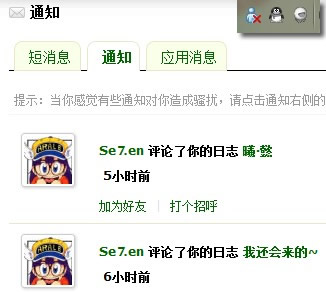 通知
短消息 通知 应用消息
提示：当你感觉有些通知对你造成骚扰，请点击通知右侧的
Se7.en 评论了你的日志 曦·懿
5小时前
加为好友 | 打个招呼
Se7.en 评论了你的日志 我还会来的~
6小时前